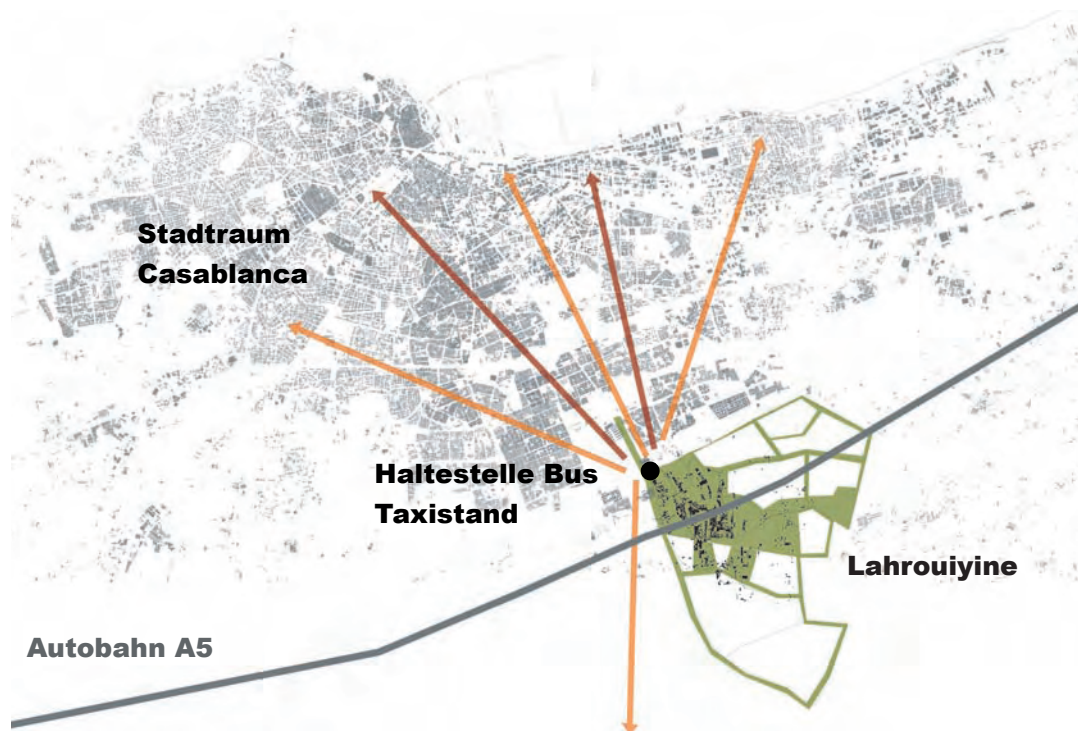 Stadtraum
Casablanca
Haltestelle Bus
Taxistand
Lahrouiyine
Autobahn A5